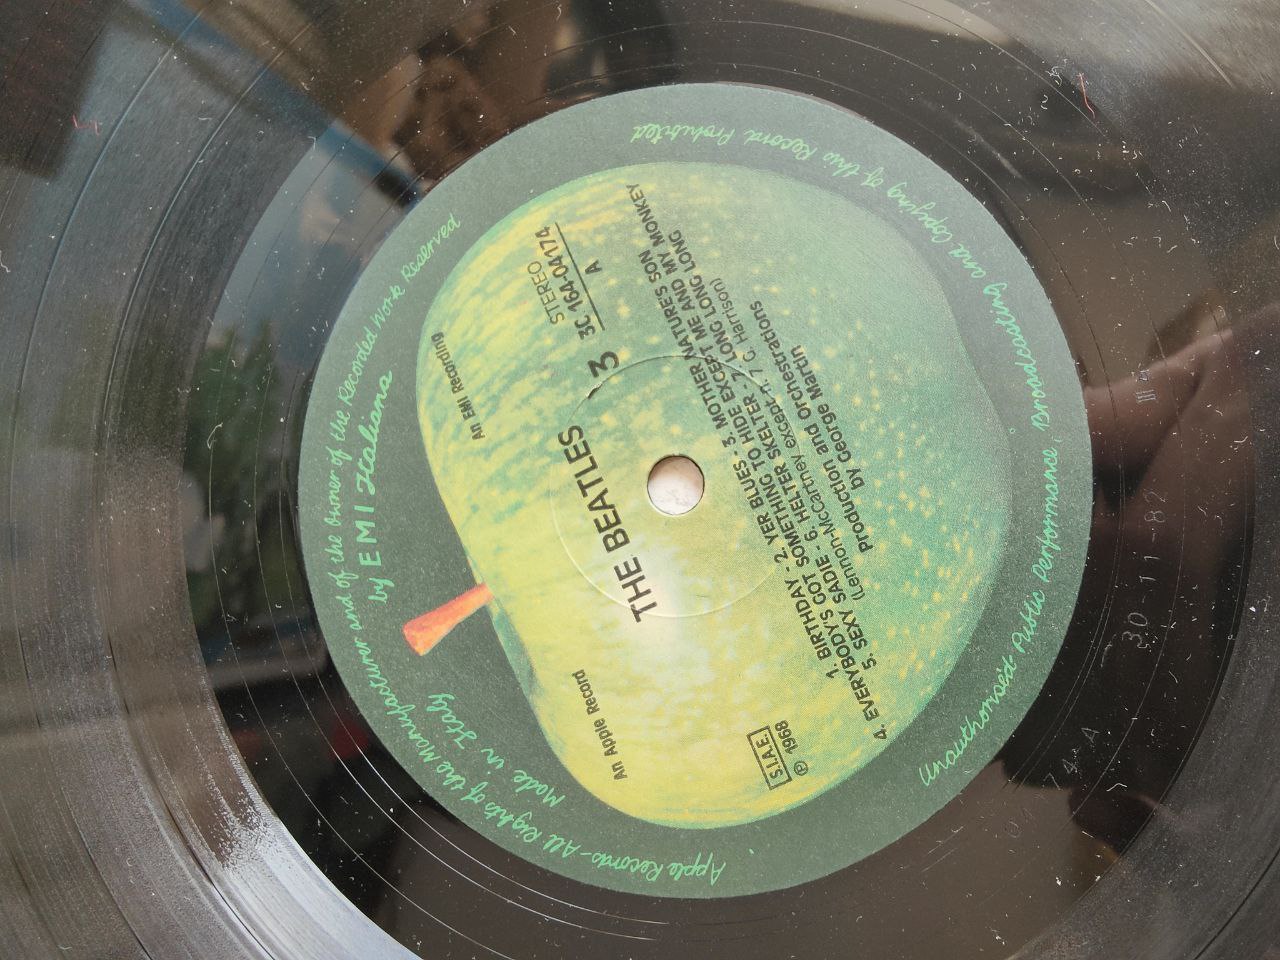 Apple Records - All Rights of the Manufacturer and of the Owner of the Recorded Work Reserved
Made in Italy
by EMI Italiana
An Apple Record
An EMI Recording
THE BEATLES
3
STEREO
3C 164-04174
A
1. BIRTHDAY - 2. YER BLUES - 3. MOTHER NATURES SON
4. EVERYBODY'S GOT SOMETHING TO HIDE EXCEPT ME AND MY MONKEY
5. SEXY SADIE - 6. HELTER SKELTER 7. LONG LONG LONG
(Lennon-McCartney except n. 7 G. Harrison)
Production and Orchestrations
by George Martin
S.I.A.E.
℗ 1968
Unauthorised Public Performance, Broadcasting and Copying of this Record Prohibited
30-11-82